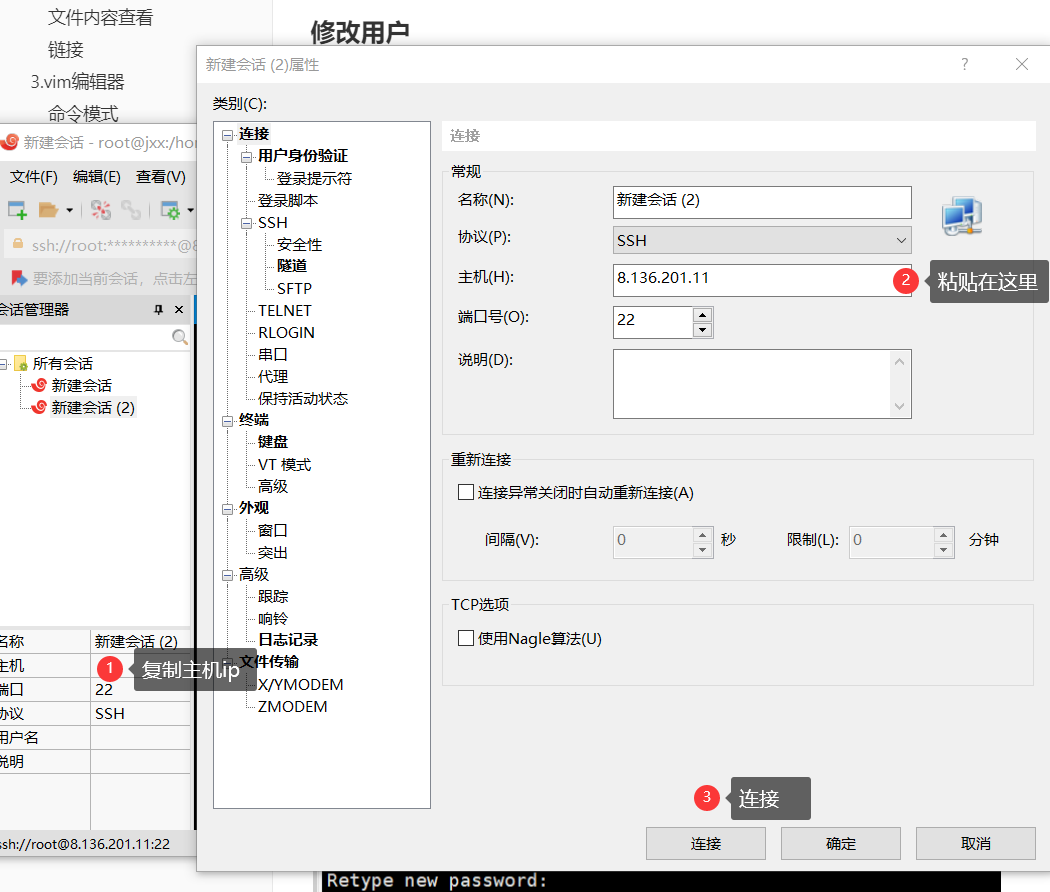 文件内容查看
链接
3.vim编辑器
命令模式
修改用户
新建会话 - root@jxx:/ho
文件(F) 编辑(E) 查看(V)
ssh://root:**********@8
要添加当前会话，点击左
会话管理器
所有会话
新建会话
新建会话 (2)
名称 新建会话 (2)
主机
1 复制主机ip
端口 22
协议 SSH
用户名
说明
ssh://root@8.136.201.11:22
新建会话 (2)属性 ?
类别(C):
连接
用户身份验证
登录提示符
登录脚本
SSH
安全性
隧道
SFTP
TELNET
RLOGIN
串口
代理
保持活动状态
终端
键盘
VT 模式
高级
外观
窗口
突出
高级
跟踪
响铃
日志记录
文件传输
X/YMODEM
ZMODEM
连接
常规
名称(N): 新建会话 (2)
协议(P): SSH
主机(H): 8.136.201.11
2 粘贴在这里
端口号(O): 22
说明(D):
重新连接
连接异常关闭时自动重新连接(A)
间隔(V): 0 秒 限制(L): 0 分钟
TCP选项
使用Nagle算法(U)
3 连接
连接 确定 取消
Retype new password: